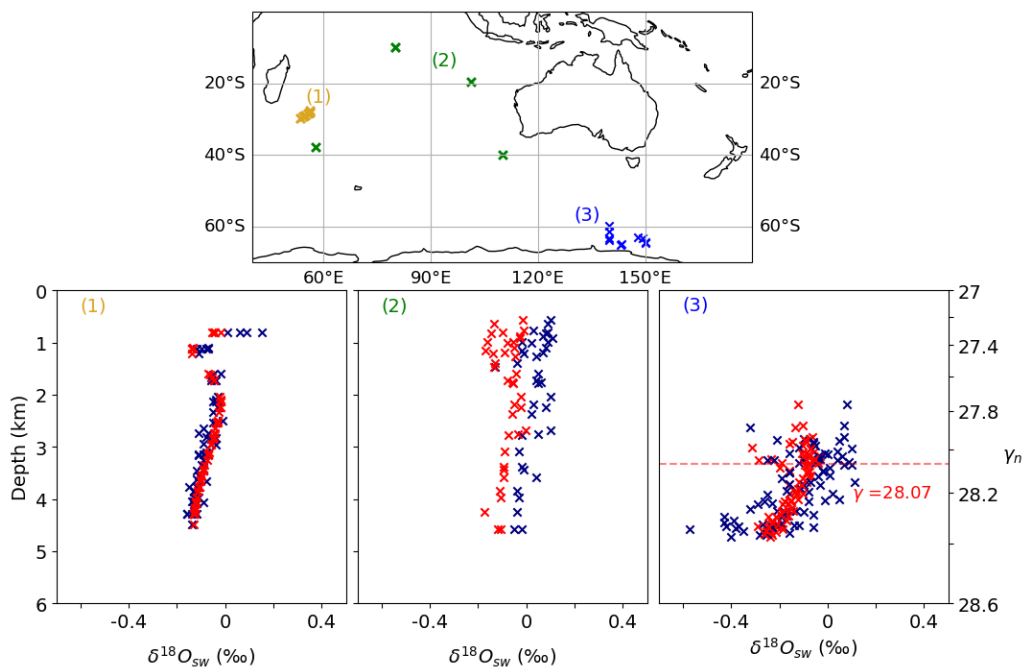 (2)
20°S 20°S
(1)
40°S 40°S
(3)
60°S 60°S
60°E 90°E 120°E 150°E
0 (1) (2) (3) 27
1 27.4
2
Depth (km)
3 27.8
γn
4 γ =28.07
28.2
5
6 28.6
-0.4 0 0.4 -0.4 0 0.4 -0.4 0 0.4
δ¹⁸Osw (‰) δ¹⁸Osw (‰) δ¹⁸Osw (‰)